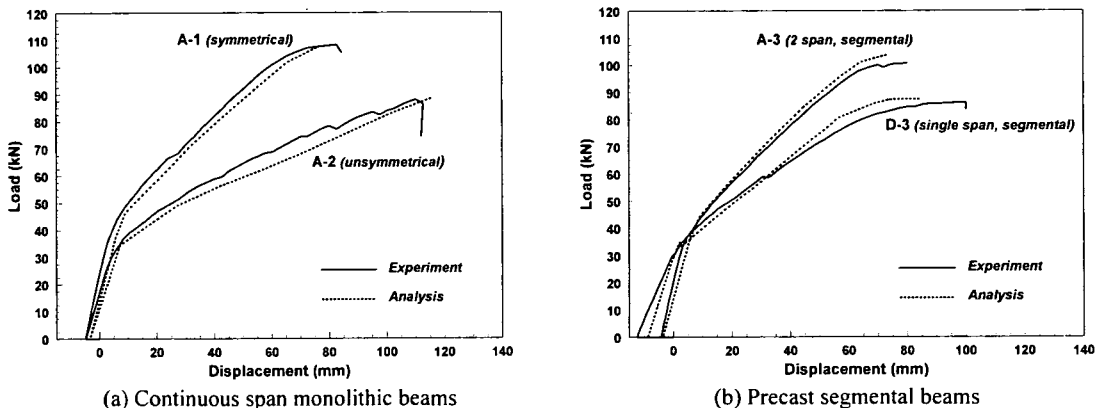 120
110
100
90
80
70
60
50
40
30
20
10
0
Load (kN)
A-1 (symmetrical)
A-2 (unsymmetrical)
Experiment
Analysis
0 20 40 60 80 100 120 140
Displacement (mm)
(a) Continuous span monolithic beams
120
110
100
90
80
70
60
50
40
30
20
10
0
Load (kN)
A-3 (2 span, segmental)
D-3 (single span, segmental)
Experiment
Analysis
0 20 40 60 80 100 120 140
Displacement (mm)
(b) Precast segmental beams